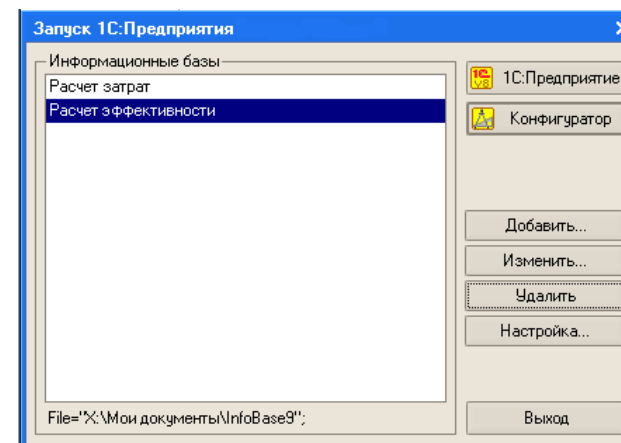 Запуск 1С:Предприятия
Информационные базы
Расчет затрат
Расчет эффективности
1С:Предприятие
Конфигуратор
Добавить...
Изменить...
Удалить
Настройка...
File="X:\Мои документы\InfoBase9";
Выход